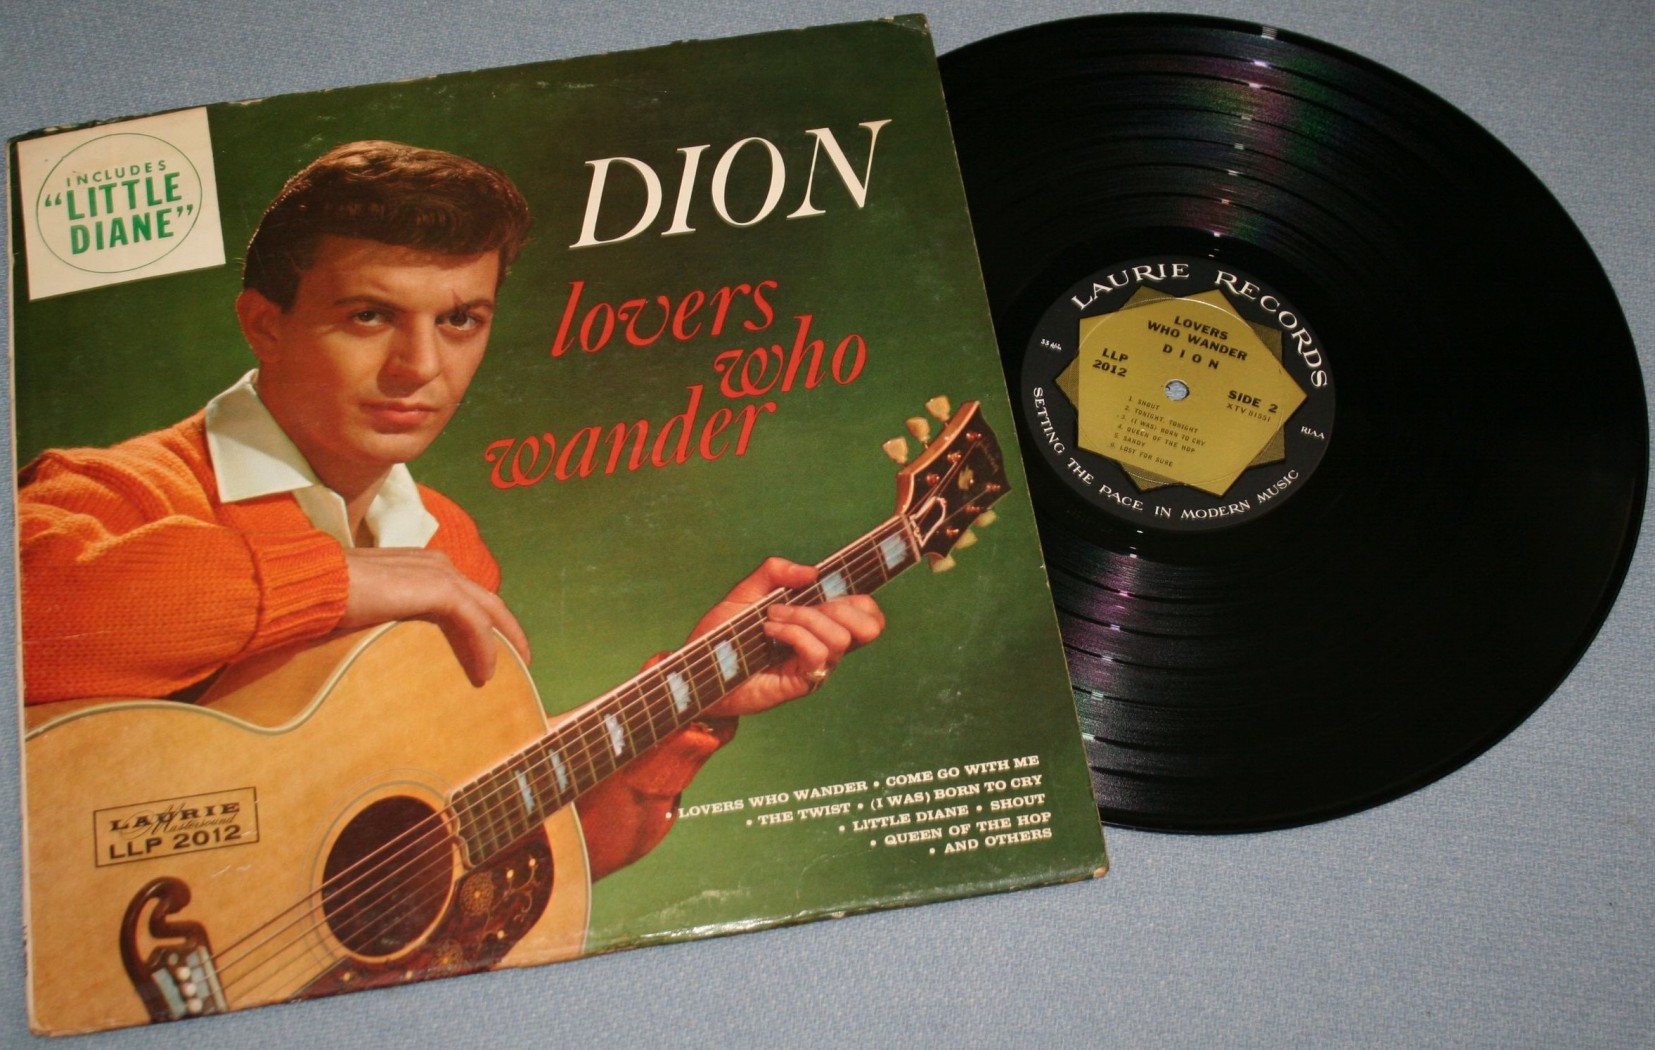 INCLUDES
"LITTLE
DIANE"
DION
lovers
who
wander
• LOVERS WHO WANDER • COME GO WITH ME
• THE TWIST • (I WAS) BORN TO CRY
• LITTLE DIANE • SHOUT
• QUEEN OF THE HOP
• AND OTHERS
LAURIE
Mastersound
LLP 2012
LAURIE RECORDS
LOVERS
WHO WANDER
DION
LLP
2012
SIDE 2
XTV 81551
1. SHOUT
2. TONIGHT, TONIGHT
3. (I WAS) BORN TO CRY
4. QUEEN OF THE HOP
5. SANDY
6. LOST FOR SURE
RIAA
SETTING THE PACE IN MODERN MUSIC